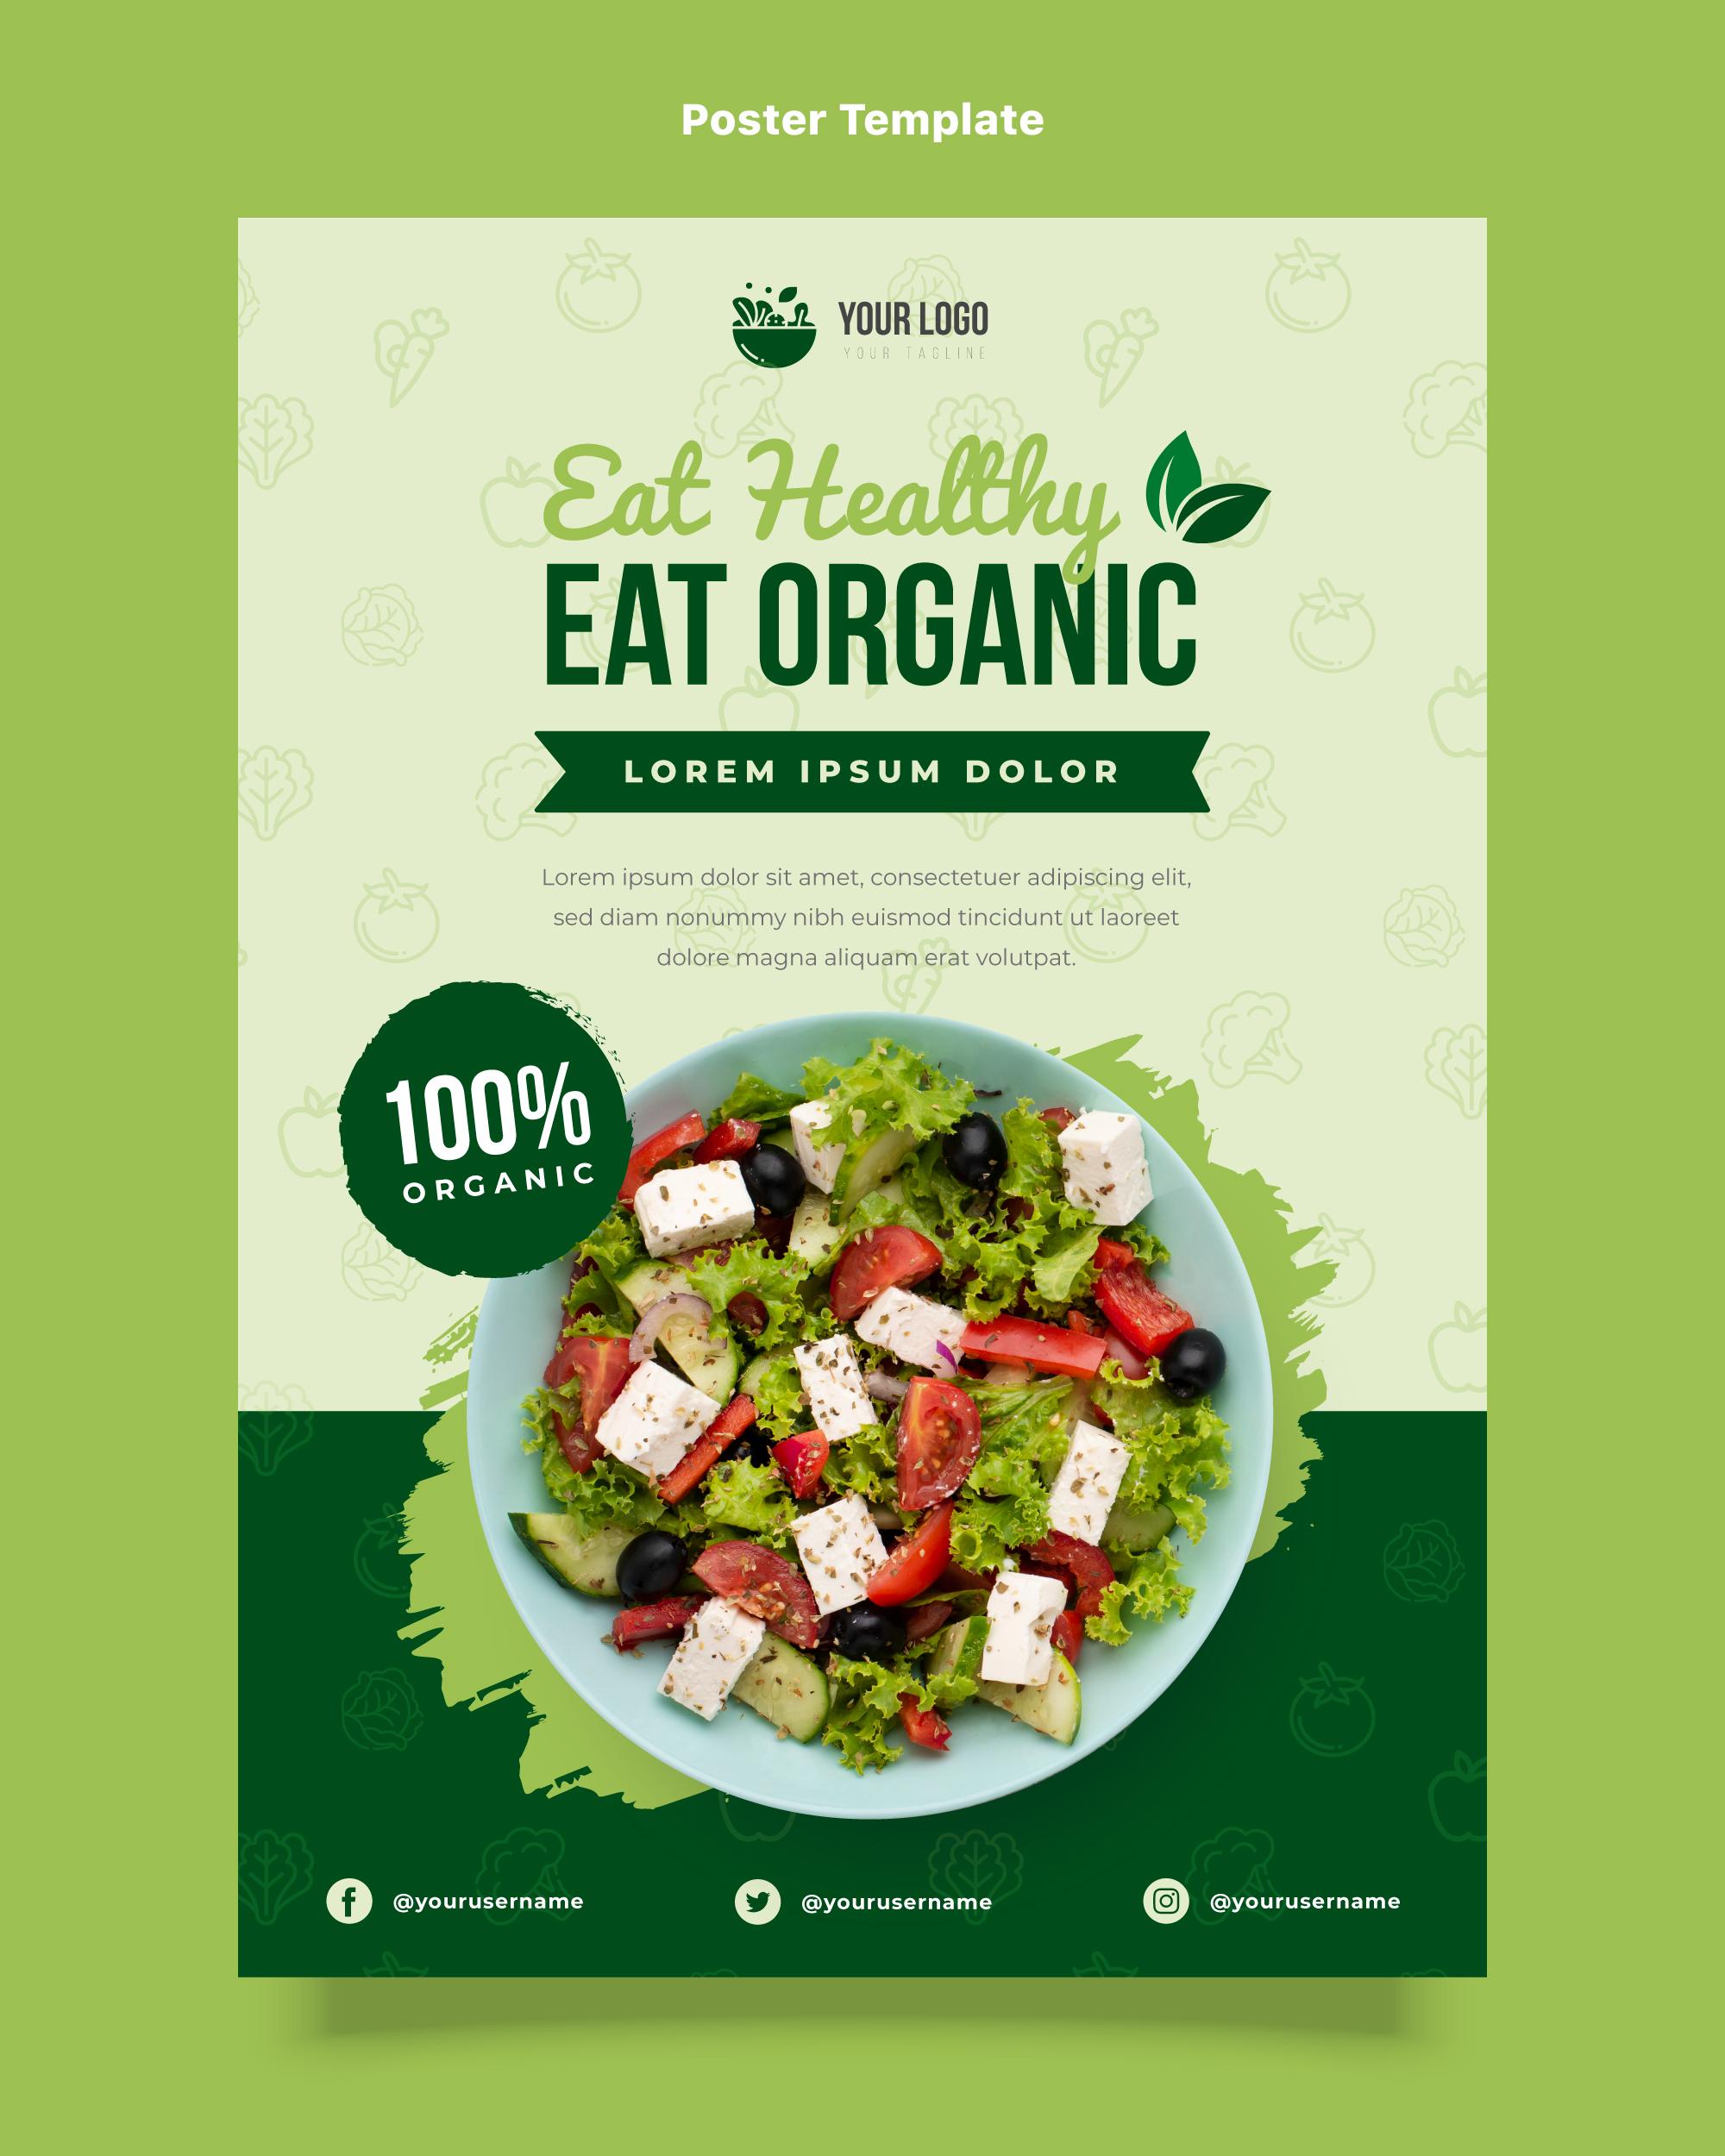 Poster Template
YOUR LOGO
YOUR TAGLINE
Eat Healthy
EAT ORGANIC
LOREM IPSUM DOLOR
Lorem ipsum dolor sit amet, consectetuer adipiscing elit,
sed diam nonummy nibh euismod tincidunt ut laoreet
dolore magna aliquam erat volutpat.
100%
ORGANIC
@yourusername
@yourusername
@yourusername